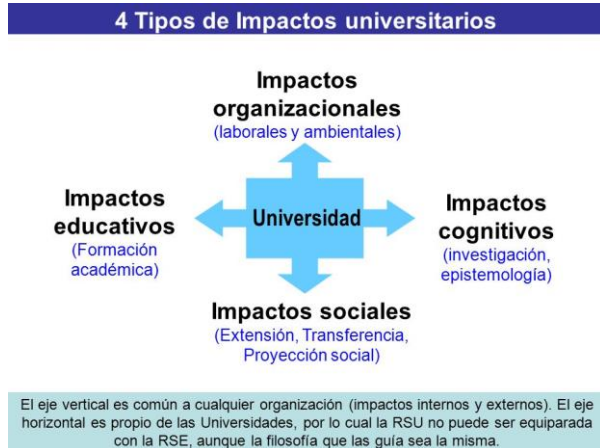 4 Tipos de Impactos universitarios
Impactos
organizacionales
(laborales y ambientales)
Impactos
educativos
(Formación
académica)
Universidad
Impactos
cognitivos
(investigación,
epistemología)
Impactos sociales
(Extensión, Transferencia,
Proyección social)
El eje vertical es común a cualquier organización (impactos internos y externos). El eje
horizontal es propio de las Universidades, por lo cual la RSU no puede ser equiparada
con la RSE, aunque la filosofía que las guía sea la misma.